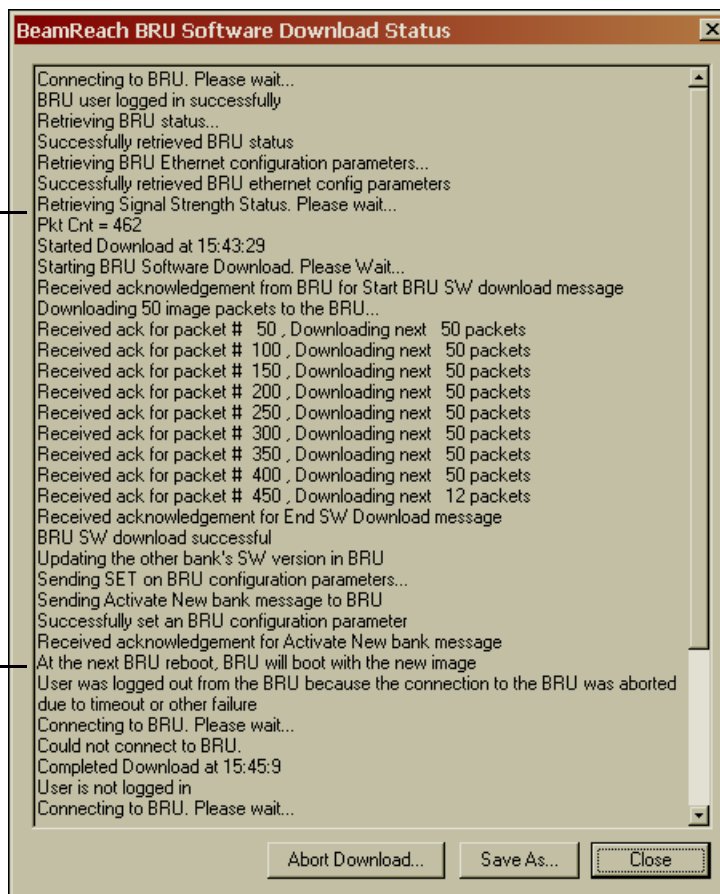 BeamReach BRU Software Download Status
Connecting to BRU. Please wait...
BRU user logged in successfully
Retrieving BRU status...
Successfully retrieved BRU status
Retrieving BRU Ethernet configuration parameters...
Successfully retrieved BRU ethernet config parameters
Retrieving Signal Strength Status. Please wait...
Pkt Cnt = 462
Started Download at 15:43:29
Starting BRU Software Download. Please Wait...
Received acknowledgement from BRU for Start BRU SW download message
Downloading 50 image packets to the BRU...
Received ack for packet # 50 , Downloading next 50 packets
Received ack for packet # 100 , Downloading next 50 packets
Received ack for packet # 150 , Downloading next 50 packets
Received ack for packet # 200 , Downloading next 50 packets
Received ack for packet # 250 , Downloading next 50 packets
Received ack for packet # 300 , Downloading next 50 packets
Received ack for packet # 350 , Downloading next 50 packets
Received ack for packet # 400 , Downloading next 50 packets
Received ack for packet # 450 , Downloading next 12 packets
Received acknowledgement for End SW Download message
BRU SW download successful
Updating the other bank's SW version in BRU
Sending SET on BRU configuration parameters...
Sending Activate New bank message to BRU
Successfully set an BRU configuration parameter
Received acknowledgement for Activate New bank message
At the next BRU reboot, BRU will boot with the new image
User was logged out from the BRU because the connection to the BRU was aborted
due to timeout or other failure
Connecting to BRU. Please wait...
Could not connect to BRU.
Completed Download at 15:45:9
User is not logged in
Connecting to BRU. Please wait...
Abort Download... Save As... Close